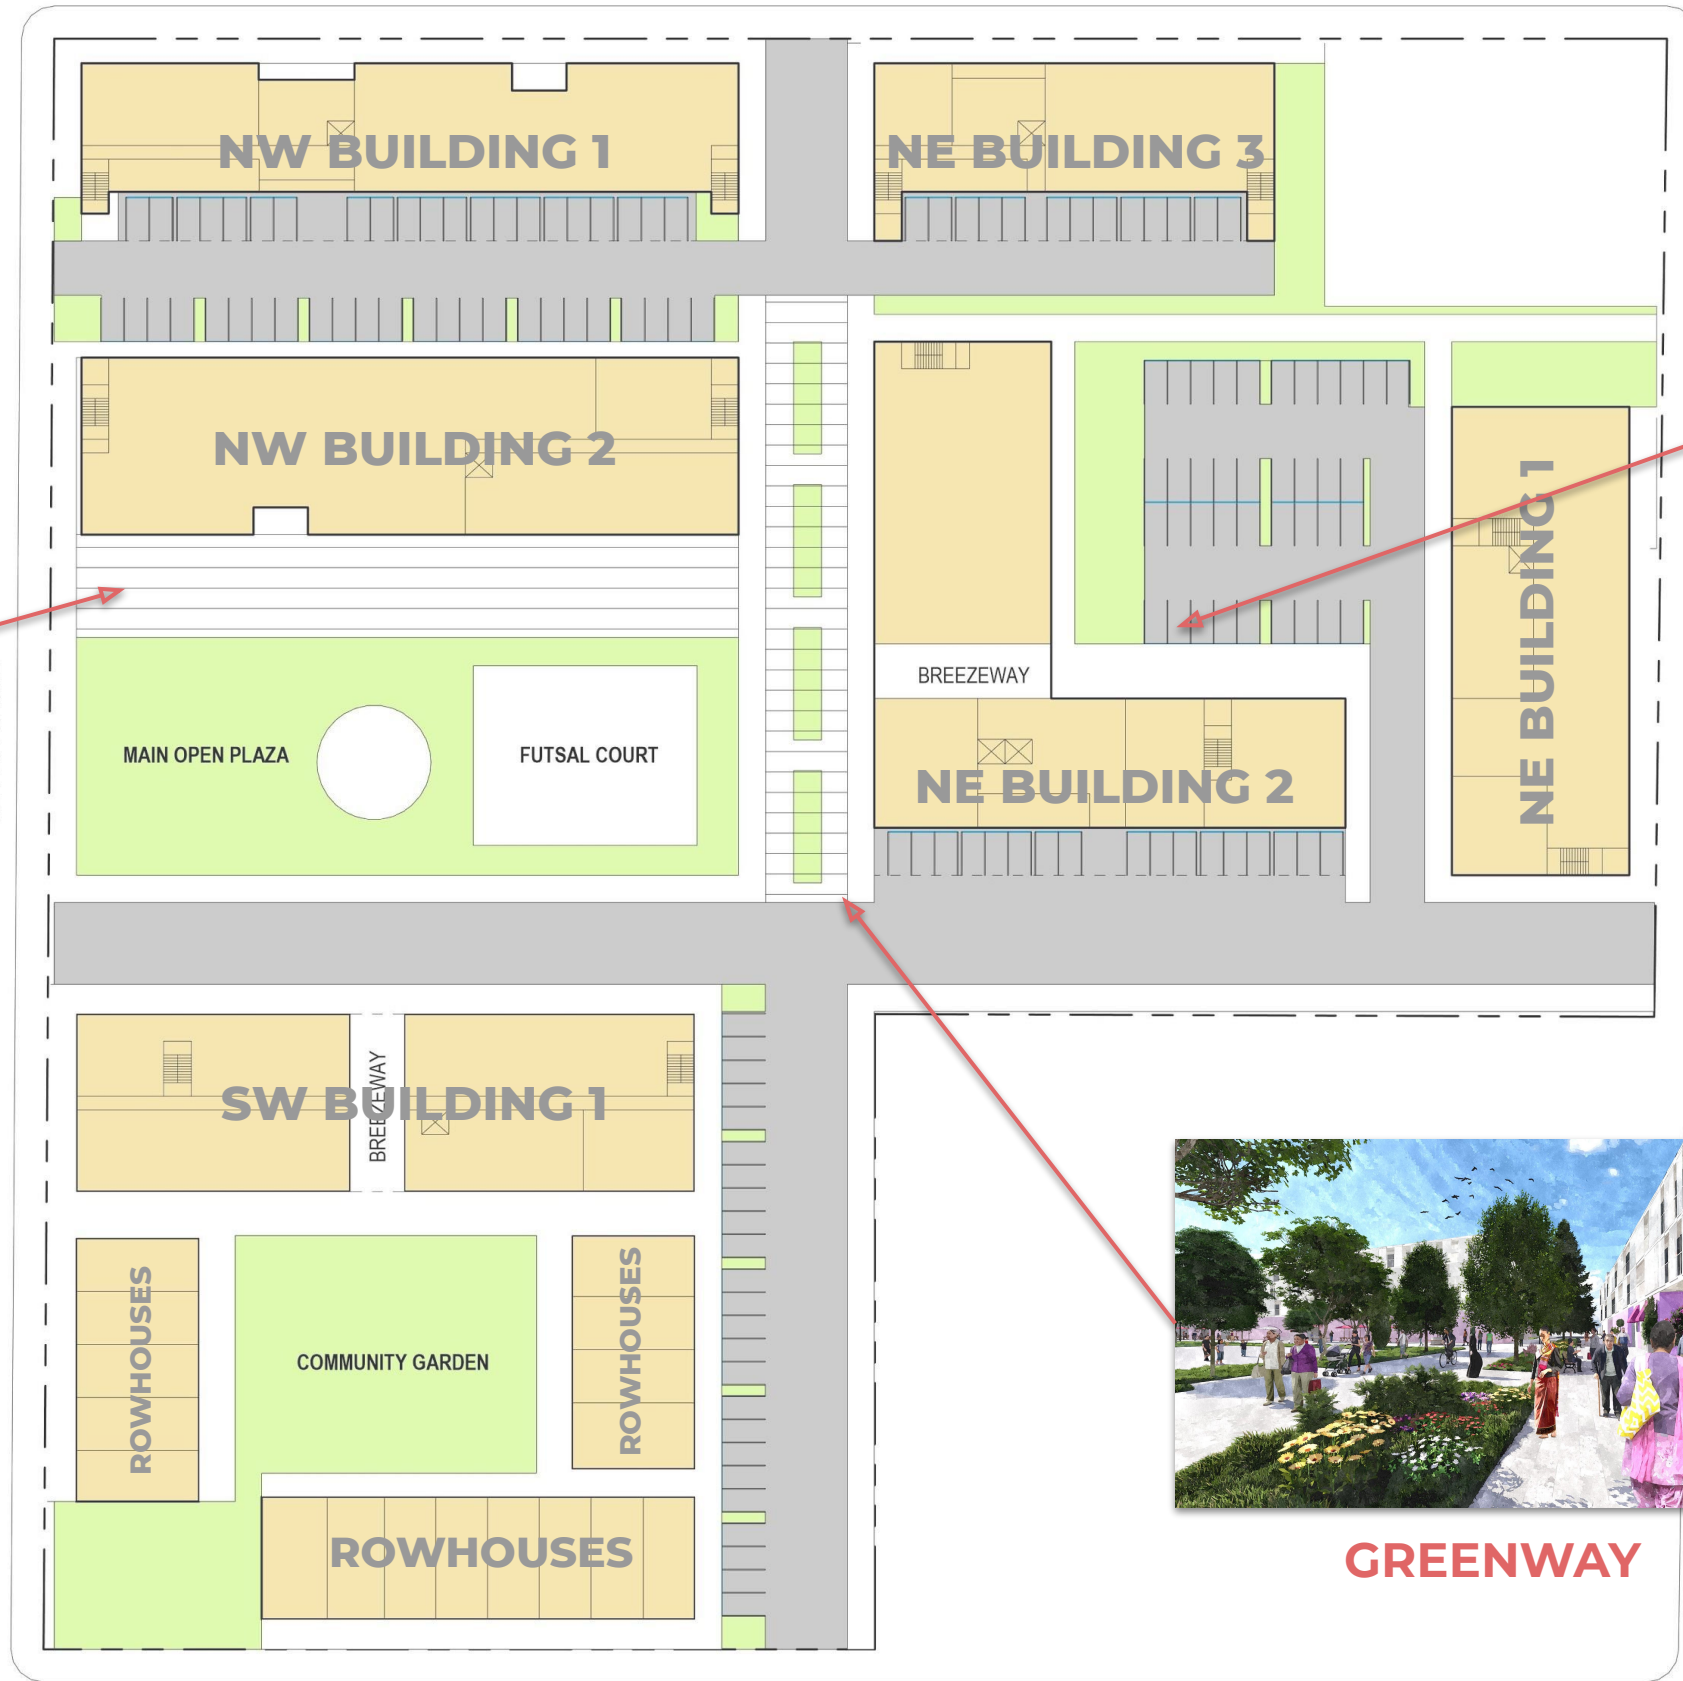 NW BUILDING 1
NE BUILDING 3
NW BUILDING 2
NE BUILDING 1
BREEZEWAY
MAIN OPEN PLAZA
FUTSAL COURT
NE BUILDING 2
SW BUILDING 1
BREEZEWAY
ROWHOUSES
COMMUNITY GARDEN
ROWHOUSES
ROWHOUSES
GREENWAY